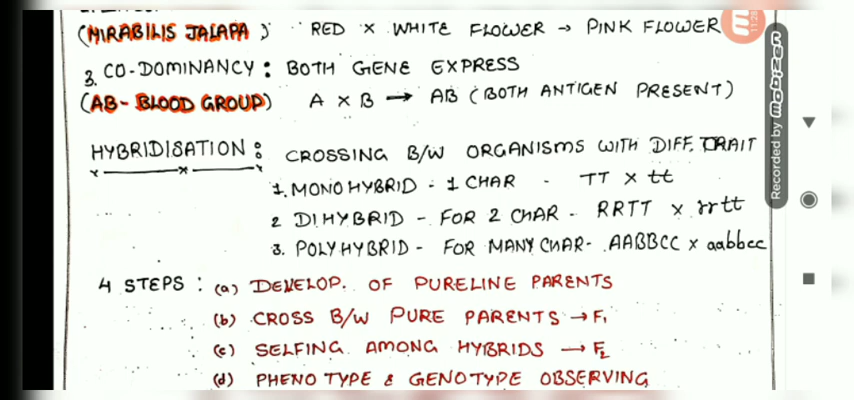 (MIRABILIS JALAPA) RED X WHITE FLOWER → PINK FLOWER
3. CO-DOMINANCY : BOTH GENE EXPRESS
(AB- BLOOD GROUP) A X B → AB (BOTH ANTIGEN PRESENT)
HYBRIDISATION : CROSSING B/W ORGANISMS WITH DIFF. TRAIT
1. MONOHYBRID - 1 CHAR - TT X tt
2 DIHYBRID - FOR 2 CHAR - RRTT X rrtt
3. POLYHYBRID - FOR MANY CHAR- AABBCC X aabbcc
4 STEPS : (a) DEVELOP. OF PURELINE PARENTS
(b) CROSS B/W PURE PARENTS → F1
(c) SELFING AMONG HYBRIDS → F2
(d) PHENOTYPE & GENOTYPE OBSERVING
Recorded by MOBIZEN